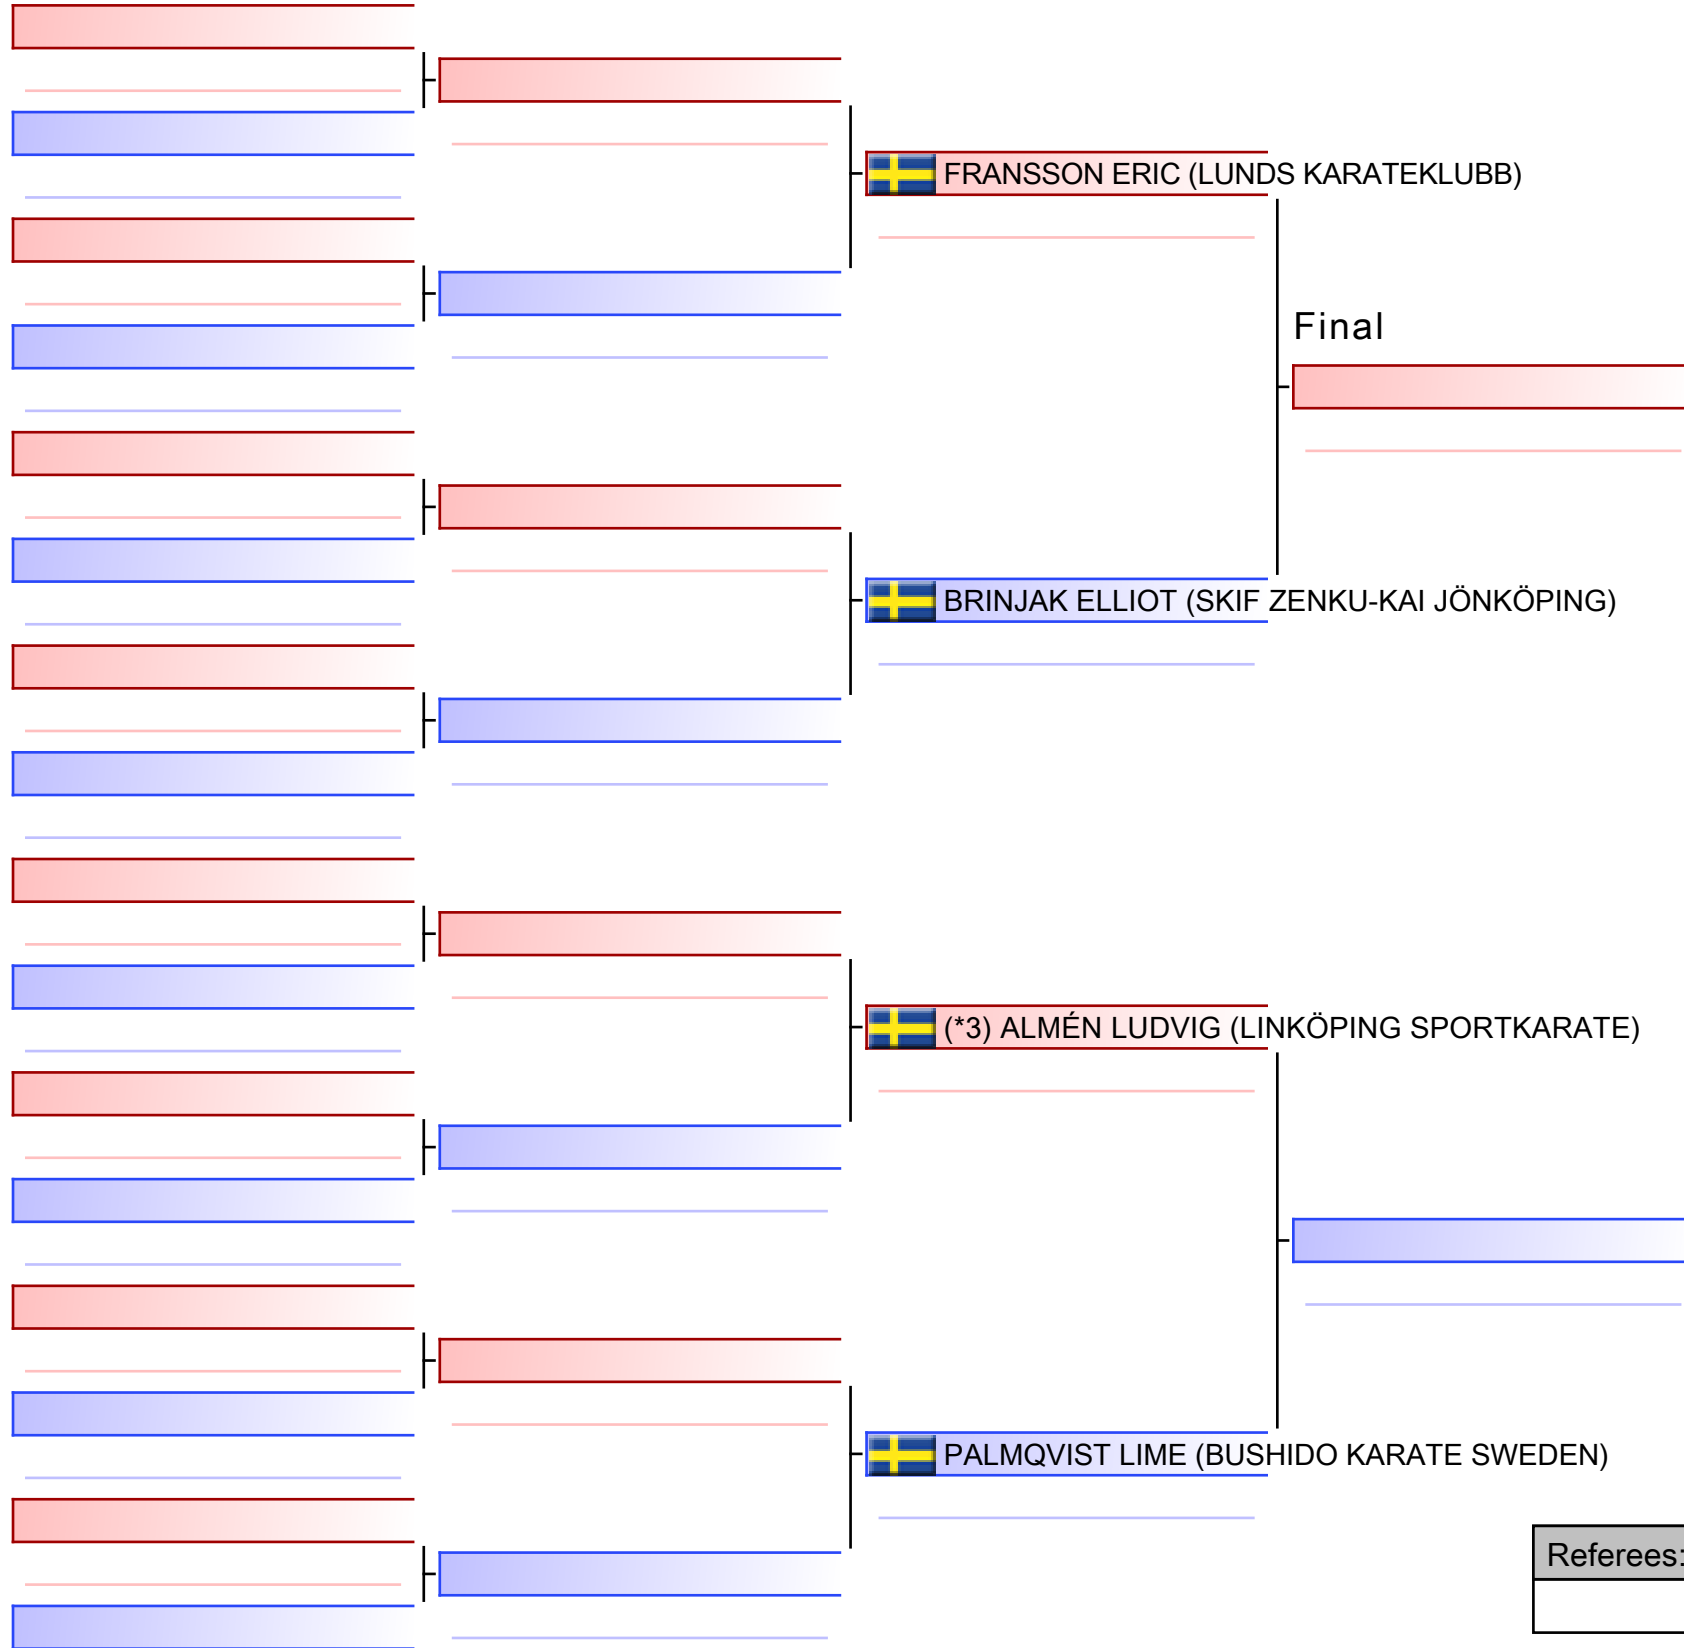 FRANSSON ERIC (LUNDS KARATEKLUBB)
Final
BRINJAK ELLIOT (SKIF ZENKU-KAI JÖNKÖPING)
(*3) ALMÉN LUDVIG (LINKÖPING SPORTKARATE)
PALMQVIST LIME (BUSHIDO KARATE SWEDEN)
Referees: